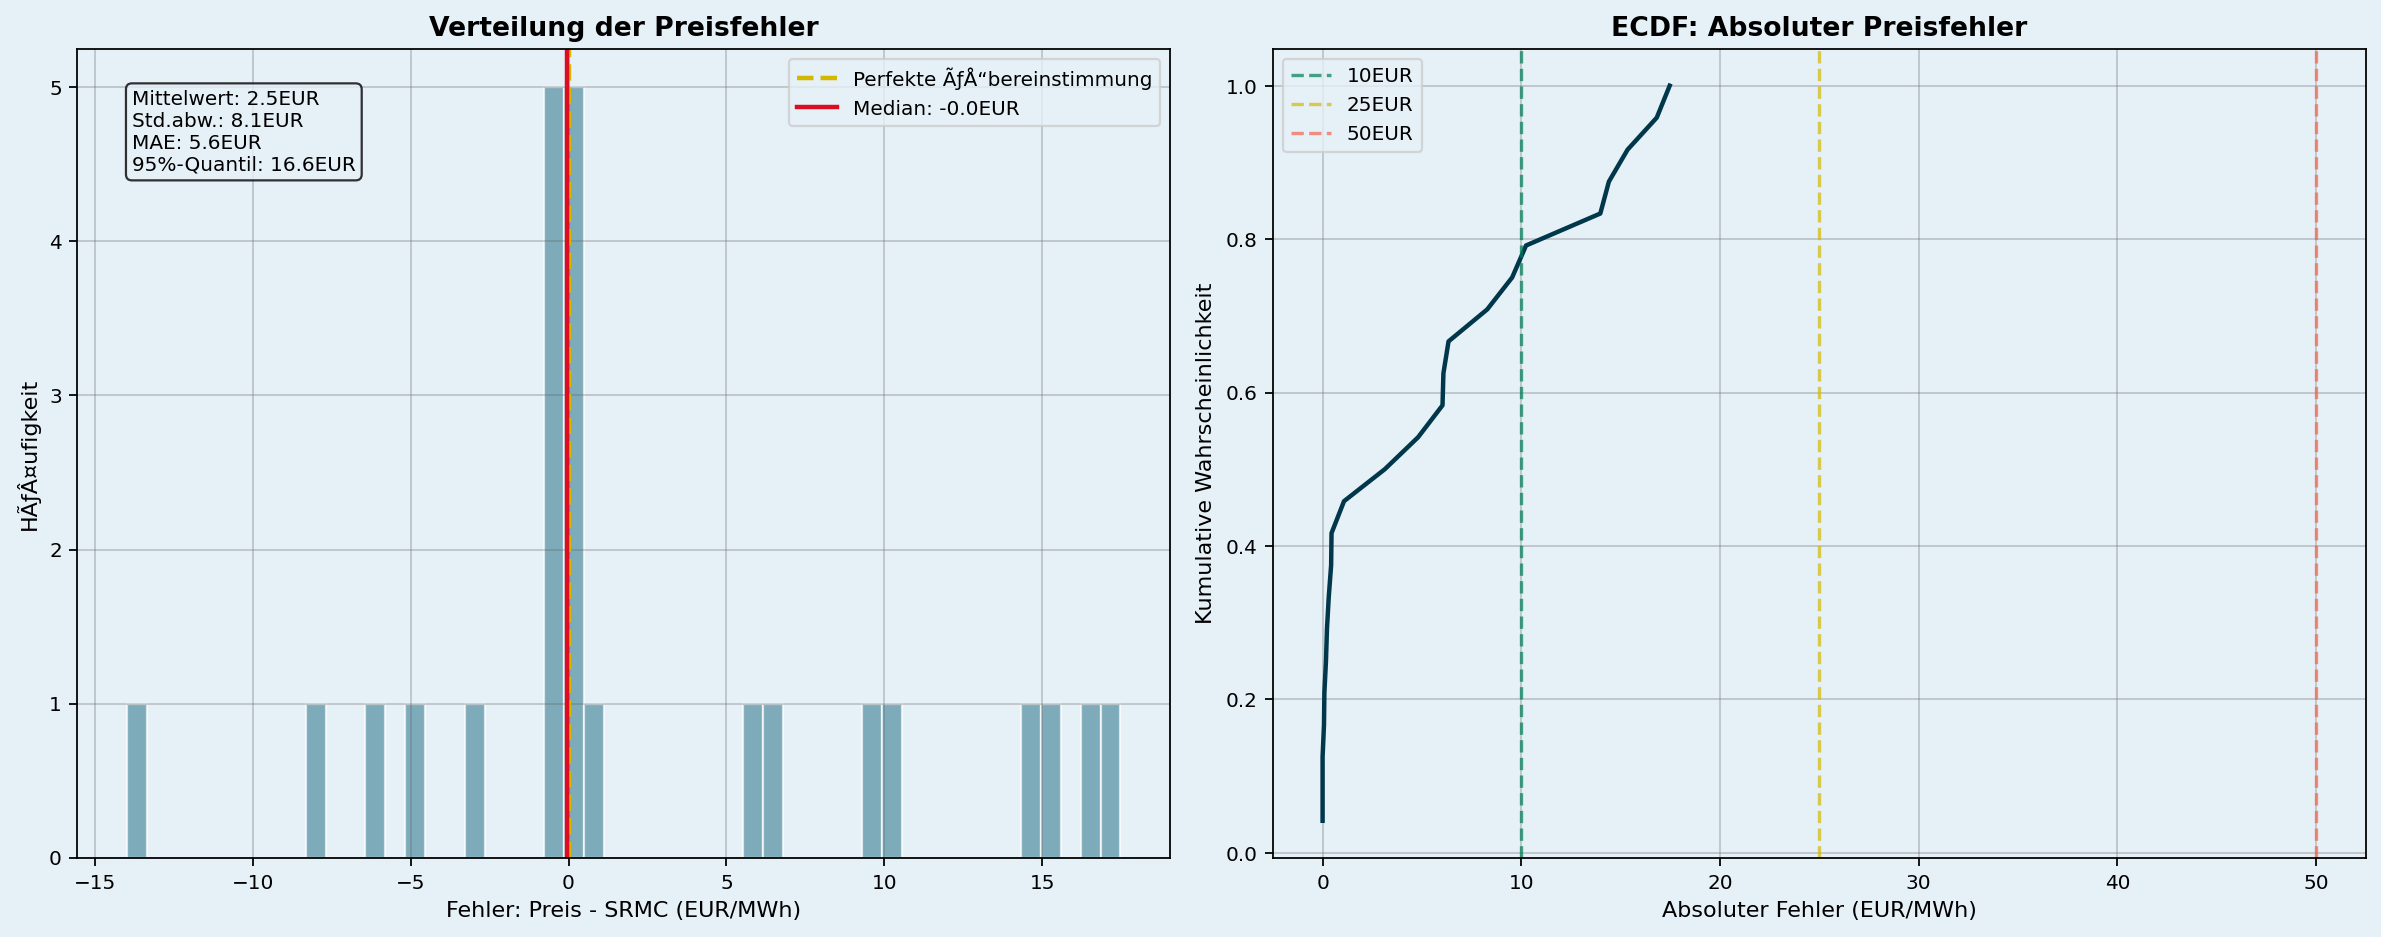 Verteilung der Preisfehler
Mittelwert: 2.5EUR
Std.abw.: 8.1EUR
MAE: 5.6EUR
95%-Quantil: 16.6EUR
Perfekte ÃƒÅ“bereinstimmung
Median: -0.0EUR
HÃƒÂ¤ufigkeit
5
4
3
2
1
0
−15
−10
−5
0
5
10
15
Fehler: Preis - SRMC (EUR/MWh)
ECDF: Absoluter Preisfehler
10EUR
25EUR
50EUR
Kumulative Wahrscheinlichkeit
1.0
0.8
0.6
0.4
0.2
0.0
0
10
20
30
40
50
Absoluter Fehler (EUR/MWh)